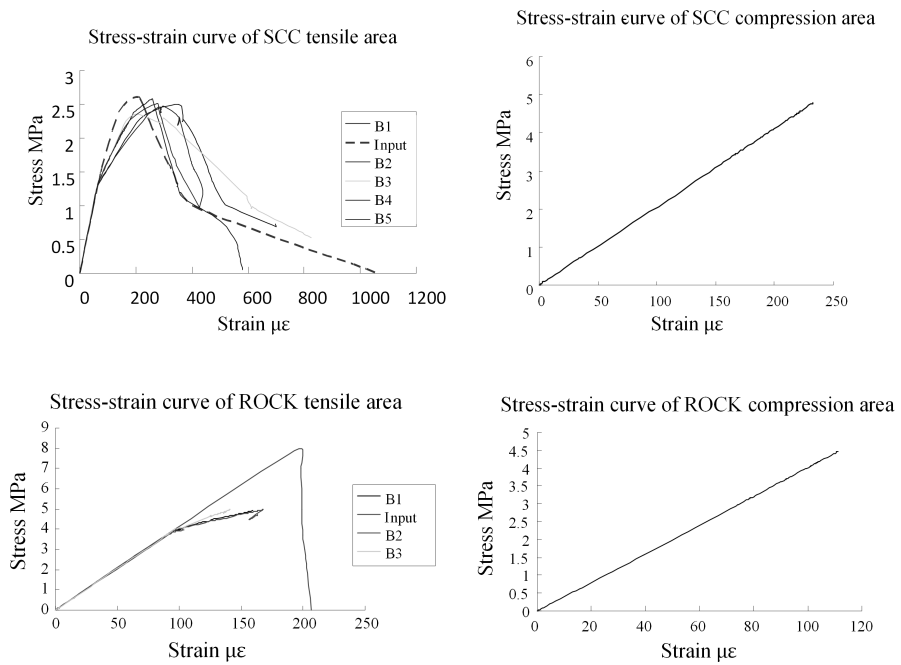 Stress-strain curve of SCC tensile area
3
2.5
2
1.5
1
0.5
0
0 200 400 600 800 1000 1200
Stress MPa
Strain με
B1
Input
B2
B3
B4
B5
Stress-strain curve of SCC compression area
6
5
4
3
2
1
0
0 50 100 150 200 250
Stress MPa
Strain με
Stress-strain curve of ROCK tensile area
9
8
7
6
5
4
3
2
1
0
0 50 100 150 200 250
Stress MPa
Strain με
B1
Input
B2
B3
Stress-strain curve of ROCK compression area
5
4.5
4
3.5
3
2.5
2
1.5
1
0.5
0
0 20 40 60 80 100 120
Stress MPa
Strain με